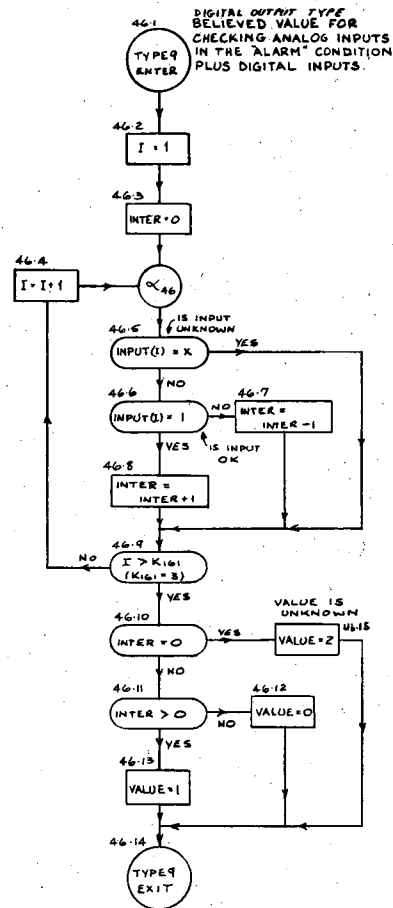 DIGITAL OUTPUT TYPE
BELIEVED VALUE FOR
CHECKING ANALOG INPUTS
IN THE "ALARM" CONDITION
PLUS DIGITAL INPUTS.
46.1
TYPE9
ENTER
46.2
I = 1
46.3
INTER=0
46.4
I=I+1
α46
IS INPUT
UNKNOWN
46.5
INPUT(I) = X
YES
NO
46.6
INPUT(I)=1
NO
46.7
INTER =
INTER-1
YES
IS INPUT
OK
46.8
INTER =
INTER+1
46.9
I > K161
(K161=3)
NO
YES
46.10
INTER=0
YES
VALUE IS
UNKNOWN
46.15
VALUE=2
NO
46.11
INTER > 0
NO
46.12
VALUE=0
YES
46.13
VALUE=1
46.14
TYPE9
EXIT